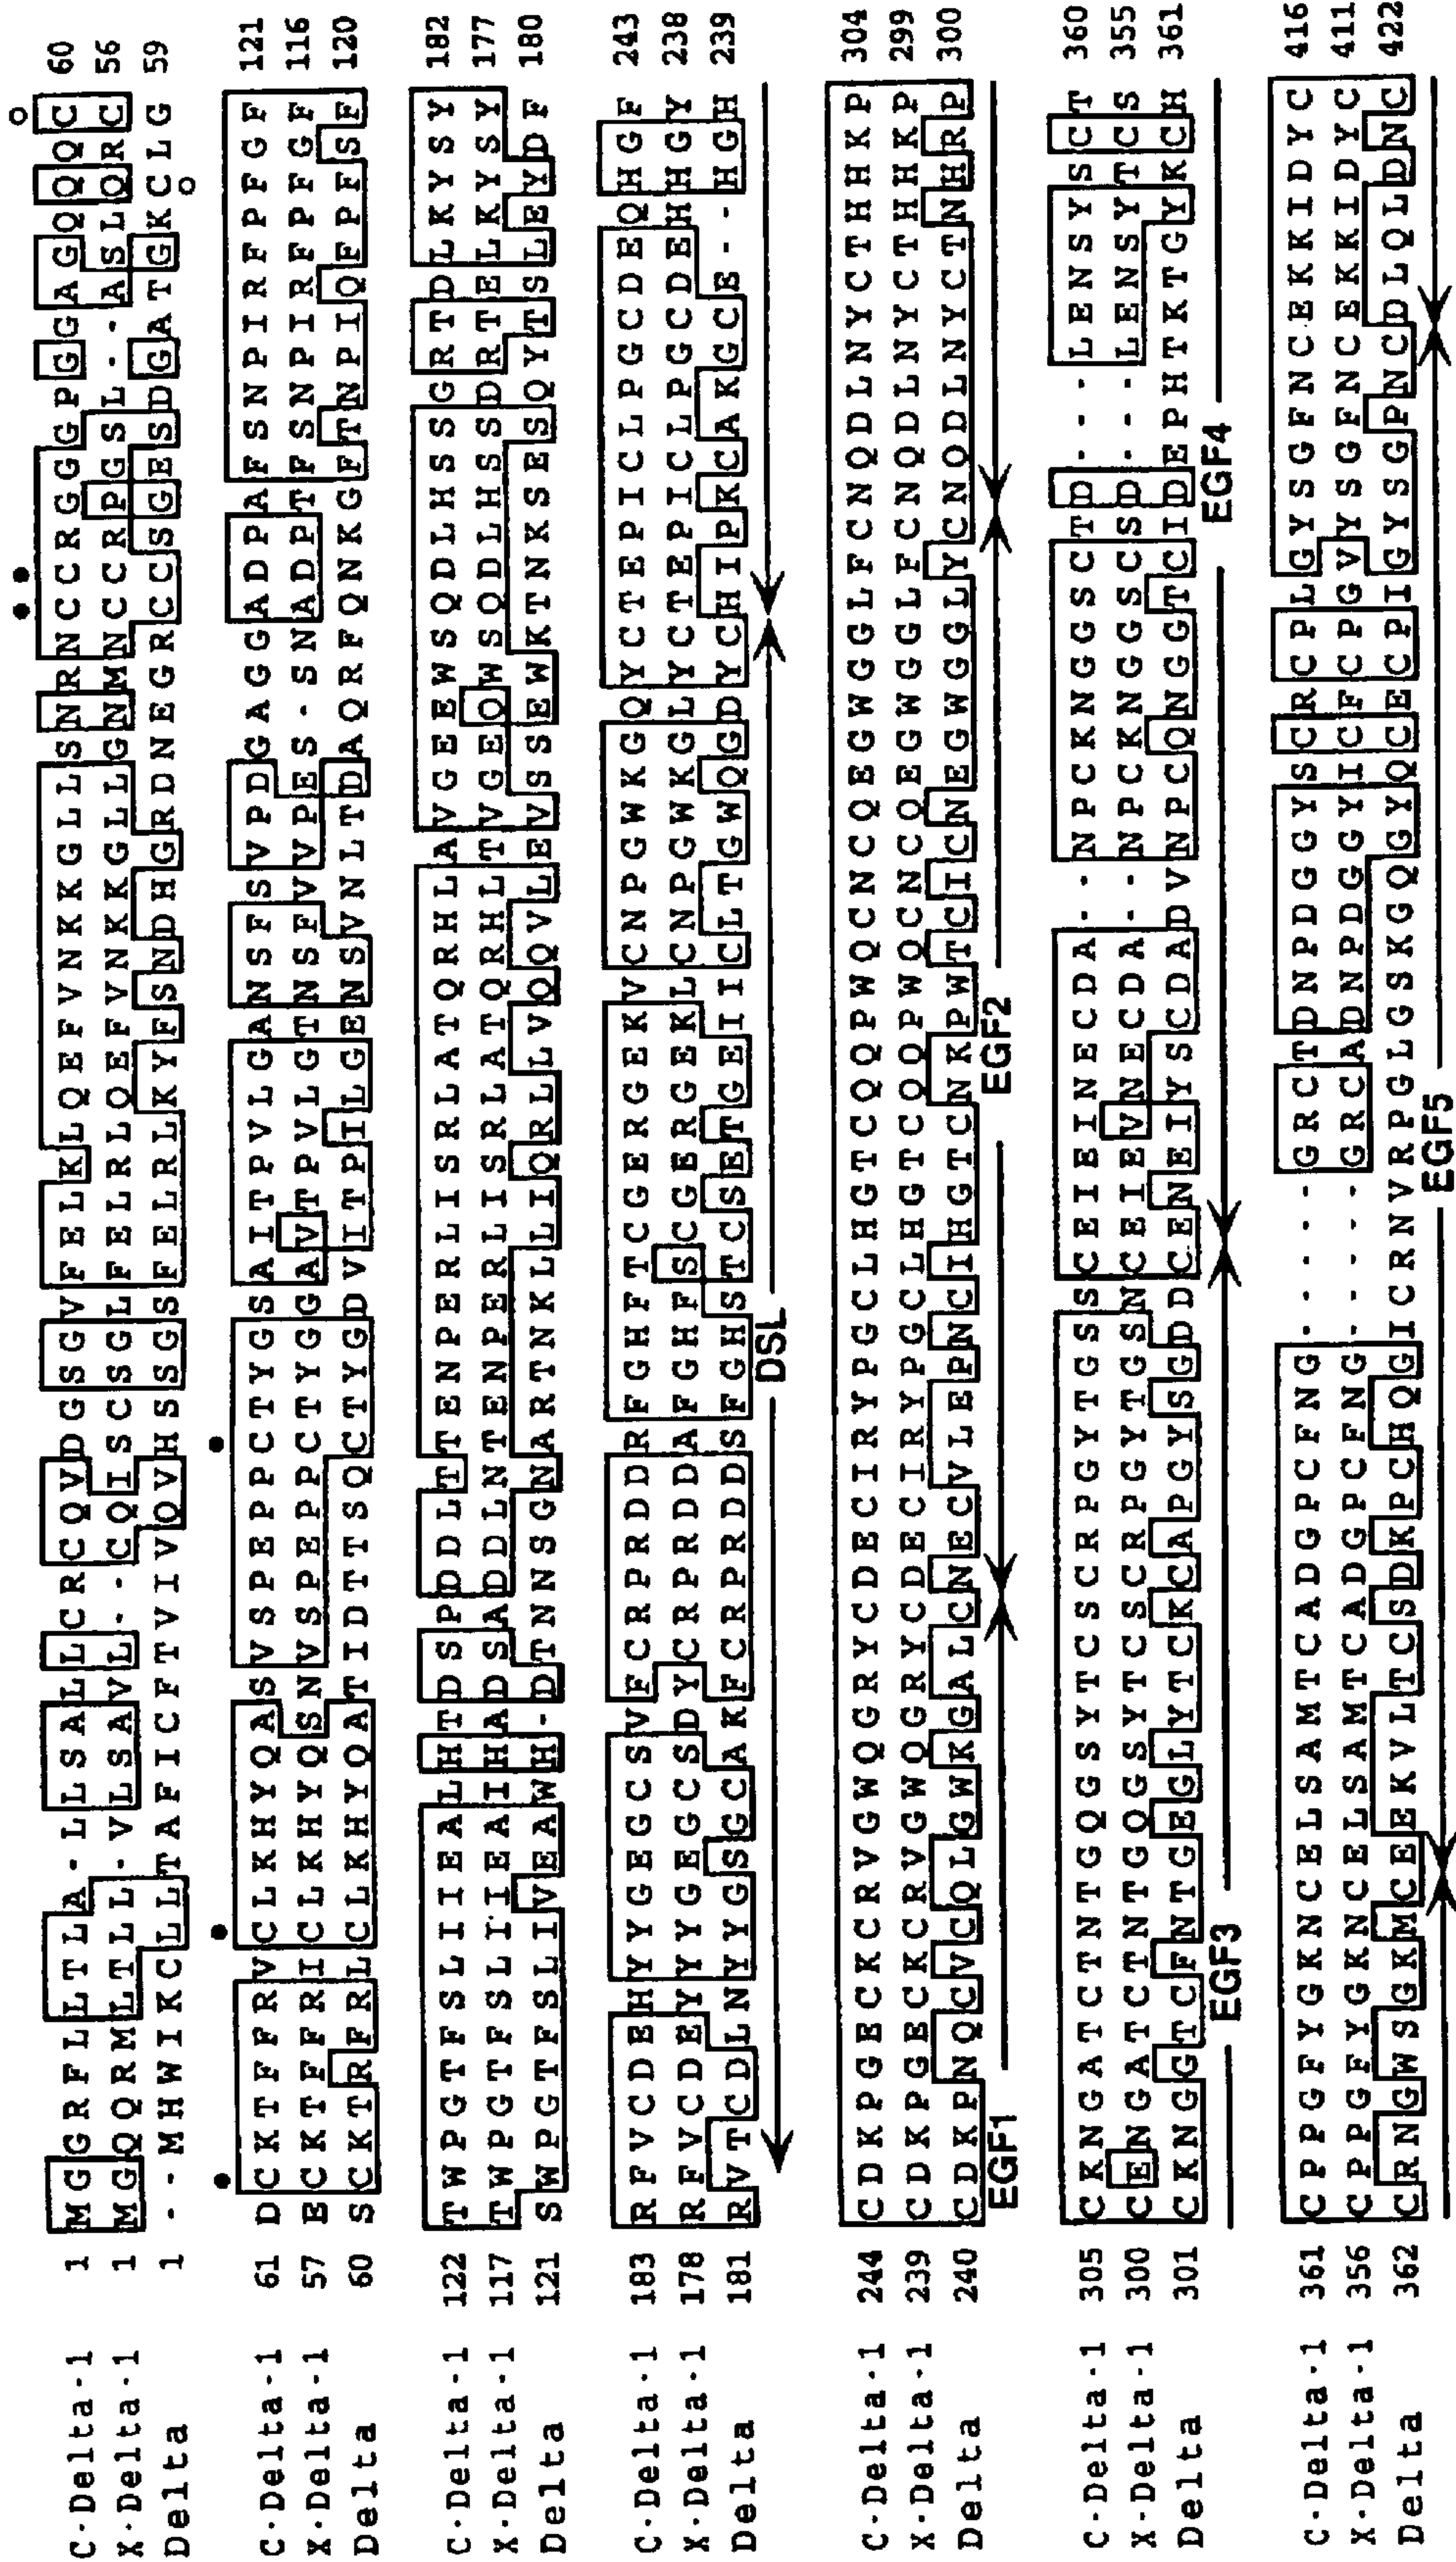 C-Delta-1 1 MGGRFLLTLA-LLSALLCRCQVDGSGVFELKLQEFVNKKGLLSNRNCCRGGGPGGAGQQQC 60
X-Delta-1 1 MGQQRMLTLL-VLSAVL--CQISCSGLFELRLQEFVNKKGLLGNMNCCRPGSL--ASLQRC 56
Delta 1 --MHWIKCLLTAFICFTVIVQVHSSGSFELRLKYFSNDHGRDNEGRCCSGESDGATGKCLG 59
C-Delta-1 61 DCKTFFRVCLKHYQASVSPEPPCTYGSAITPVLGANSFSVPDGAGGADPAFSNPIRFPFGF 121
X-Delta-1 57 ECKTFFRICLKHYQSNVSPEPPCTYGGAVTPVLGTNSFVVPES-SNADPTFSNPIRFPFGF 116
Delta 60 SCKTRFRLCLKHYQATIDTTSQCTYGDVITPILGENSVNLTDAQRFQNKGFTNPIQFPFSF 120
C-Delta-1 122 TWPGTFSLIIEALHTDSPDDLTTENPERLISRLATQRHLAVGEEWSQDLHSSGRTDLKYSY 182
X-Delta-1 117 TWPGTFSLIIEAIHADSADDLNTENPERLISRLATQRHLTVGEQWSQDLHSSDRTELKYSY 177
Delta 121 SWPGTFSLIVEAWH-DTNNSGNARTNKLLIQRLLVQQVLEVSSEWKTNKSESQYTSLEYDF 180
C-Delta-1 183 RFVCDEHYYGEGCSVFCRPRDDRFGHFTCGERGEKVCNPGWKGQYCTEPICLPGCDEQHGF 243
X-Delta-1 178 RFVCDEYYYGEGCSDYCRPRDDAFGHFSCGERGEKLCNPGWKGLYCTEPICLPGCDEHHGY 238
Delta 181 RVTCDLNYYGSGCAKFCRPRDDSFGHSTCSETGEIICLTGWQGDYCHIPKCAKGCE--HGH 239
DSL
C-Delta-1 244 CDKPGECKCRVGWQGRYCDECIRYPGCLHGTCQQPWQCNCQEGWGGLFCNQDLNYCTHHKP 304
X-Delta-1 239 CDKPGECKCRVGWQGRYCDECIRYPGCLHGTCQQPWQCNCQEGWGGLFCNQDLNYCTHHKP 299
Delta 240 CDKPNQCVCQLGWKGALCNECVLEPNCIHGTCNKPWTCICNEGWGGLYCNQDLNYCTNHRP 300
EGF1 EGF2
C-Delta-1 305 CKNGATCTNTGQGSYTCSCRPGYTGSSCEIEINECDA--NPCKNGGSCTD---LENSYSCT 360
X-Delta-1 300 CENGATCTNTGQGSYTCSCRPGYTGSNCEIEVNECDA--NPCKNGGSCSD---LENSYTCS 355
Delta 301 CKNGGTCFNTGEGLYTCKCAPGYSGDDCENEIYSCDADVNPCQNGGTCIDEPHTKTGYKCH 361
EGF3 EGF4
C-Delta-1 361 CPPGFYGKNCELSAMTCADGPCFNG-----GRCTDNPDGGYSCRCPLGYSGFNCEKKIDYC 416
X-Delta-1 356 CPPGFYGKNCELSAMTCADGPCFNG-----GRCADNPDGGYICFCPGVYSGFNCEKKIDYC 411
Delta 362 CRNGWSGKMCEEKVLTCSDKPCHQGICRNVRPGLGSKGQGYQCECPIGYSGPNCDLQLDNC 422
EGF5